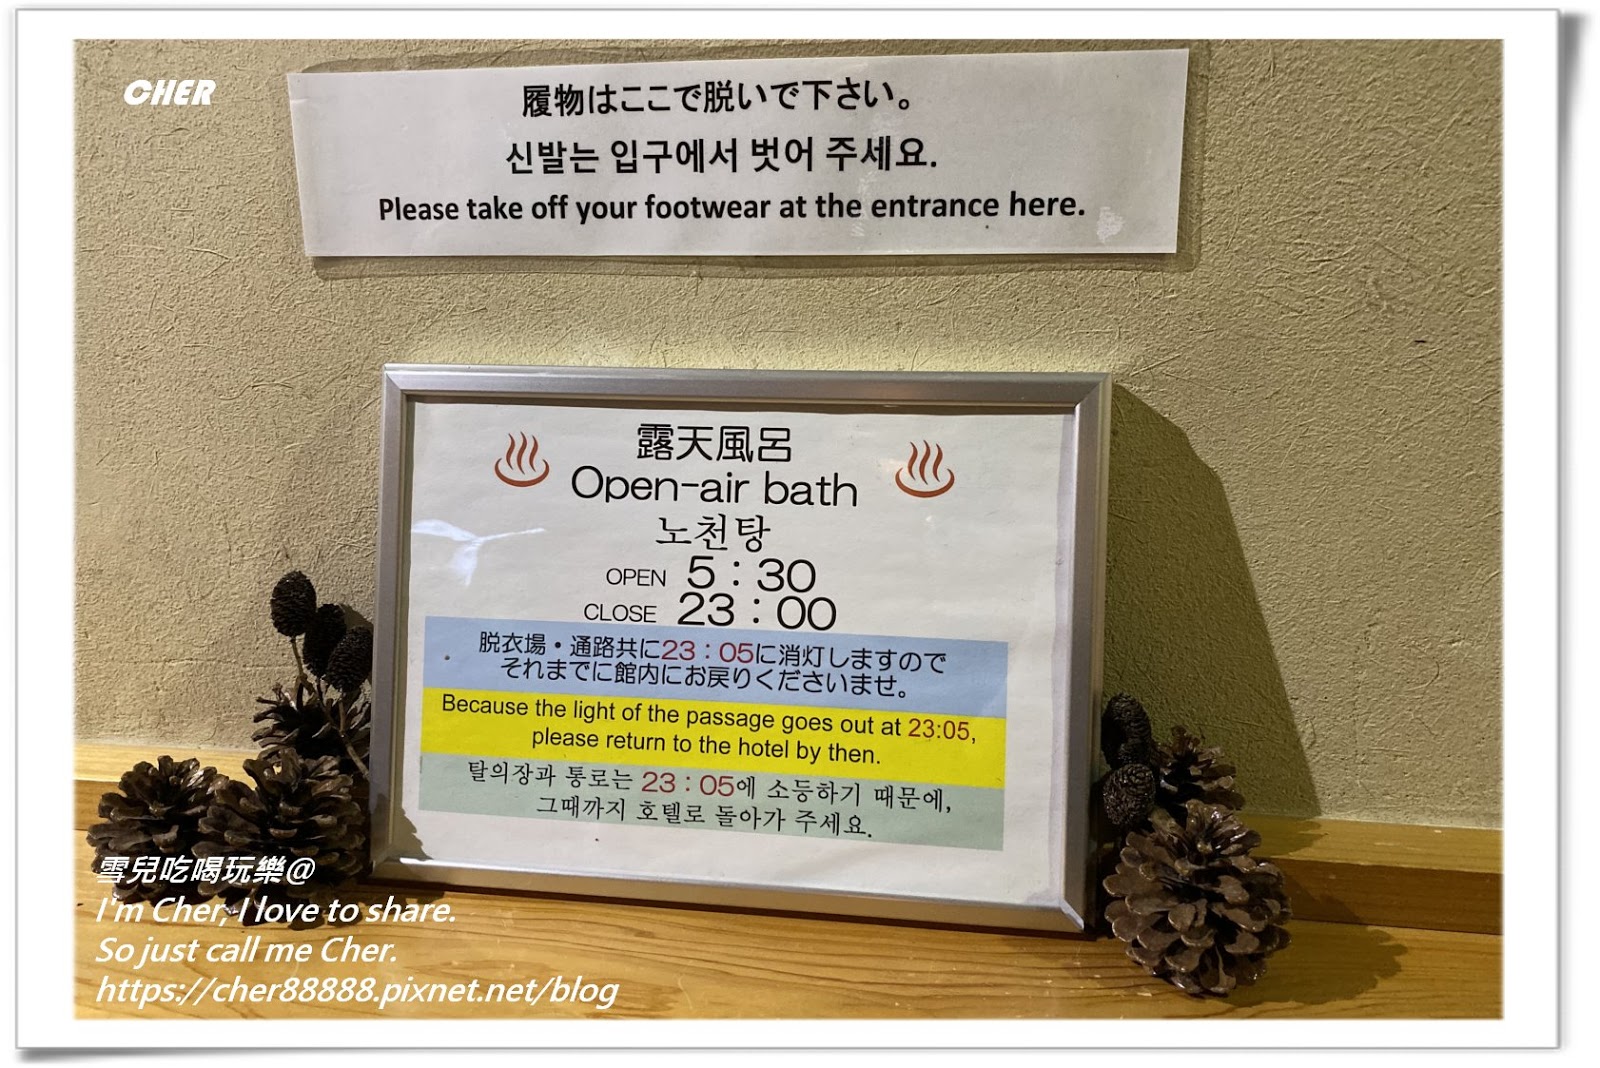 CHER
履物はここで脱いで下さい。
신발는 입구에서 벗어 주세요.
Please take off your footwear at the entrance here.
露天風呂
Open-air bath
노천탕
OPEN 5：30
CLOSE 23：00
脱衣場・通路共に23：05に消灯しますので
それまでに館内にお戻りくださいませ。
Because the light of the passage goes out at 23:05,
please return to the hotel by then.
탈의장과 통로는 23：05에 소등하기 때문에,
그때까지 호텔로 돌아가 주세요.
雪兒吃喝玩樂@
I'm Cher, I love to share.
So just call me Cher.
https://cher88888.pixnet.net/blog